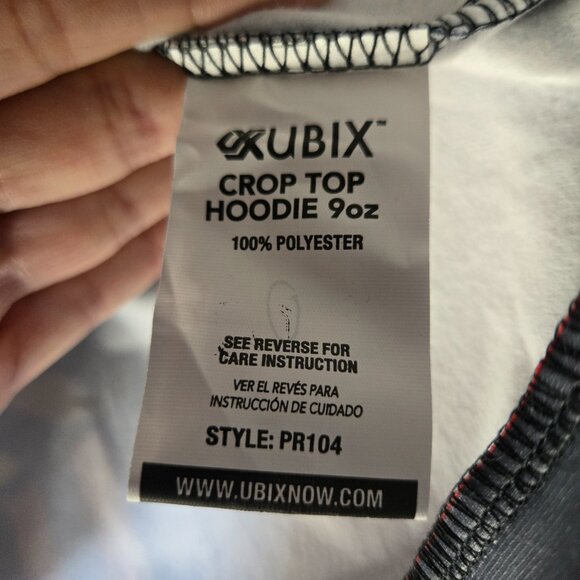 UBIX™
CROP TOP
HOODIE 9oz
100% POLYESTER
SEE REVERSE FOR
CARE INSTRUCTION
VER EL REVÉS PARA
INSTRUCCIÓN DE CUIDADO
STYLE: PR104
WWW.UBIXNOW.COM